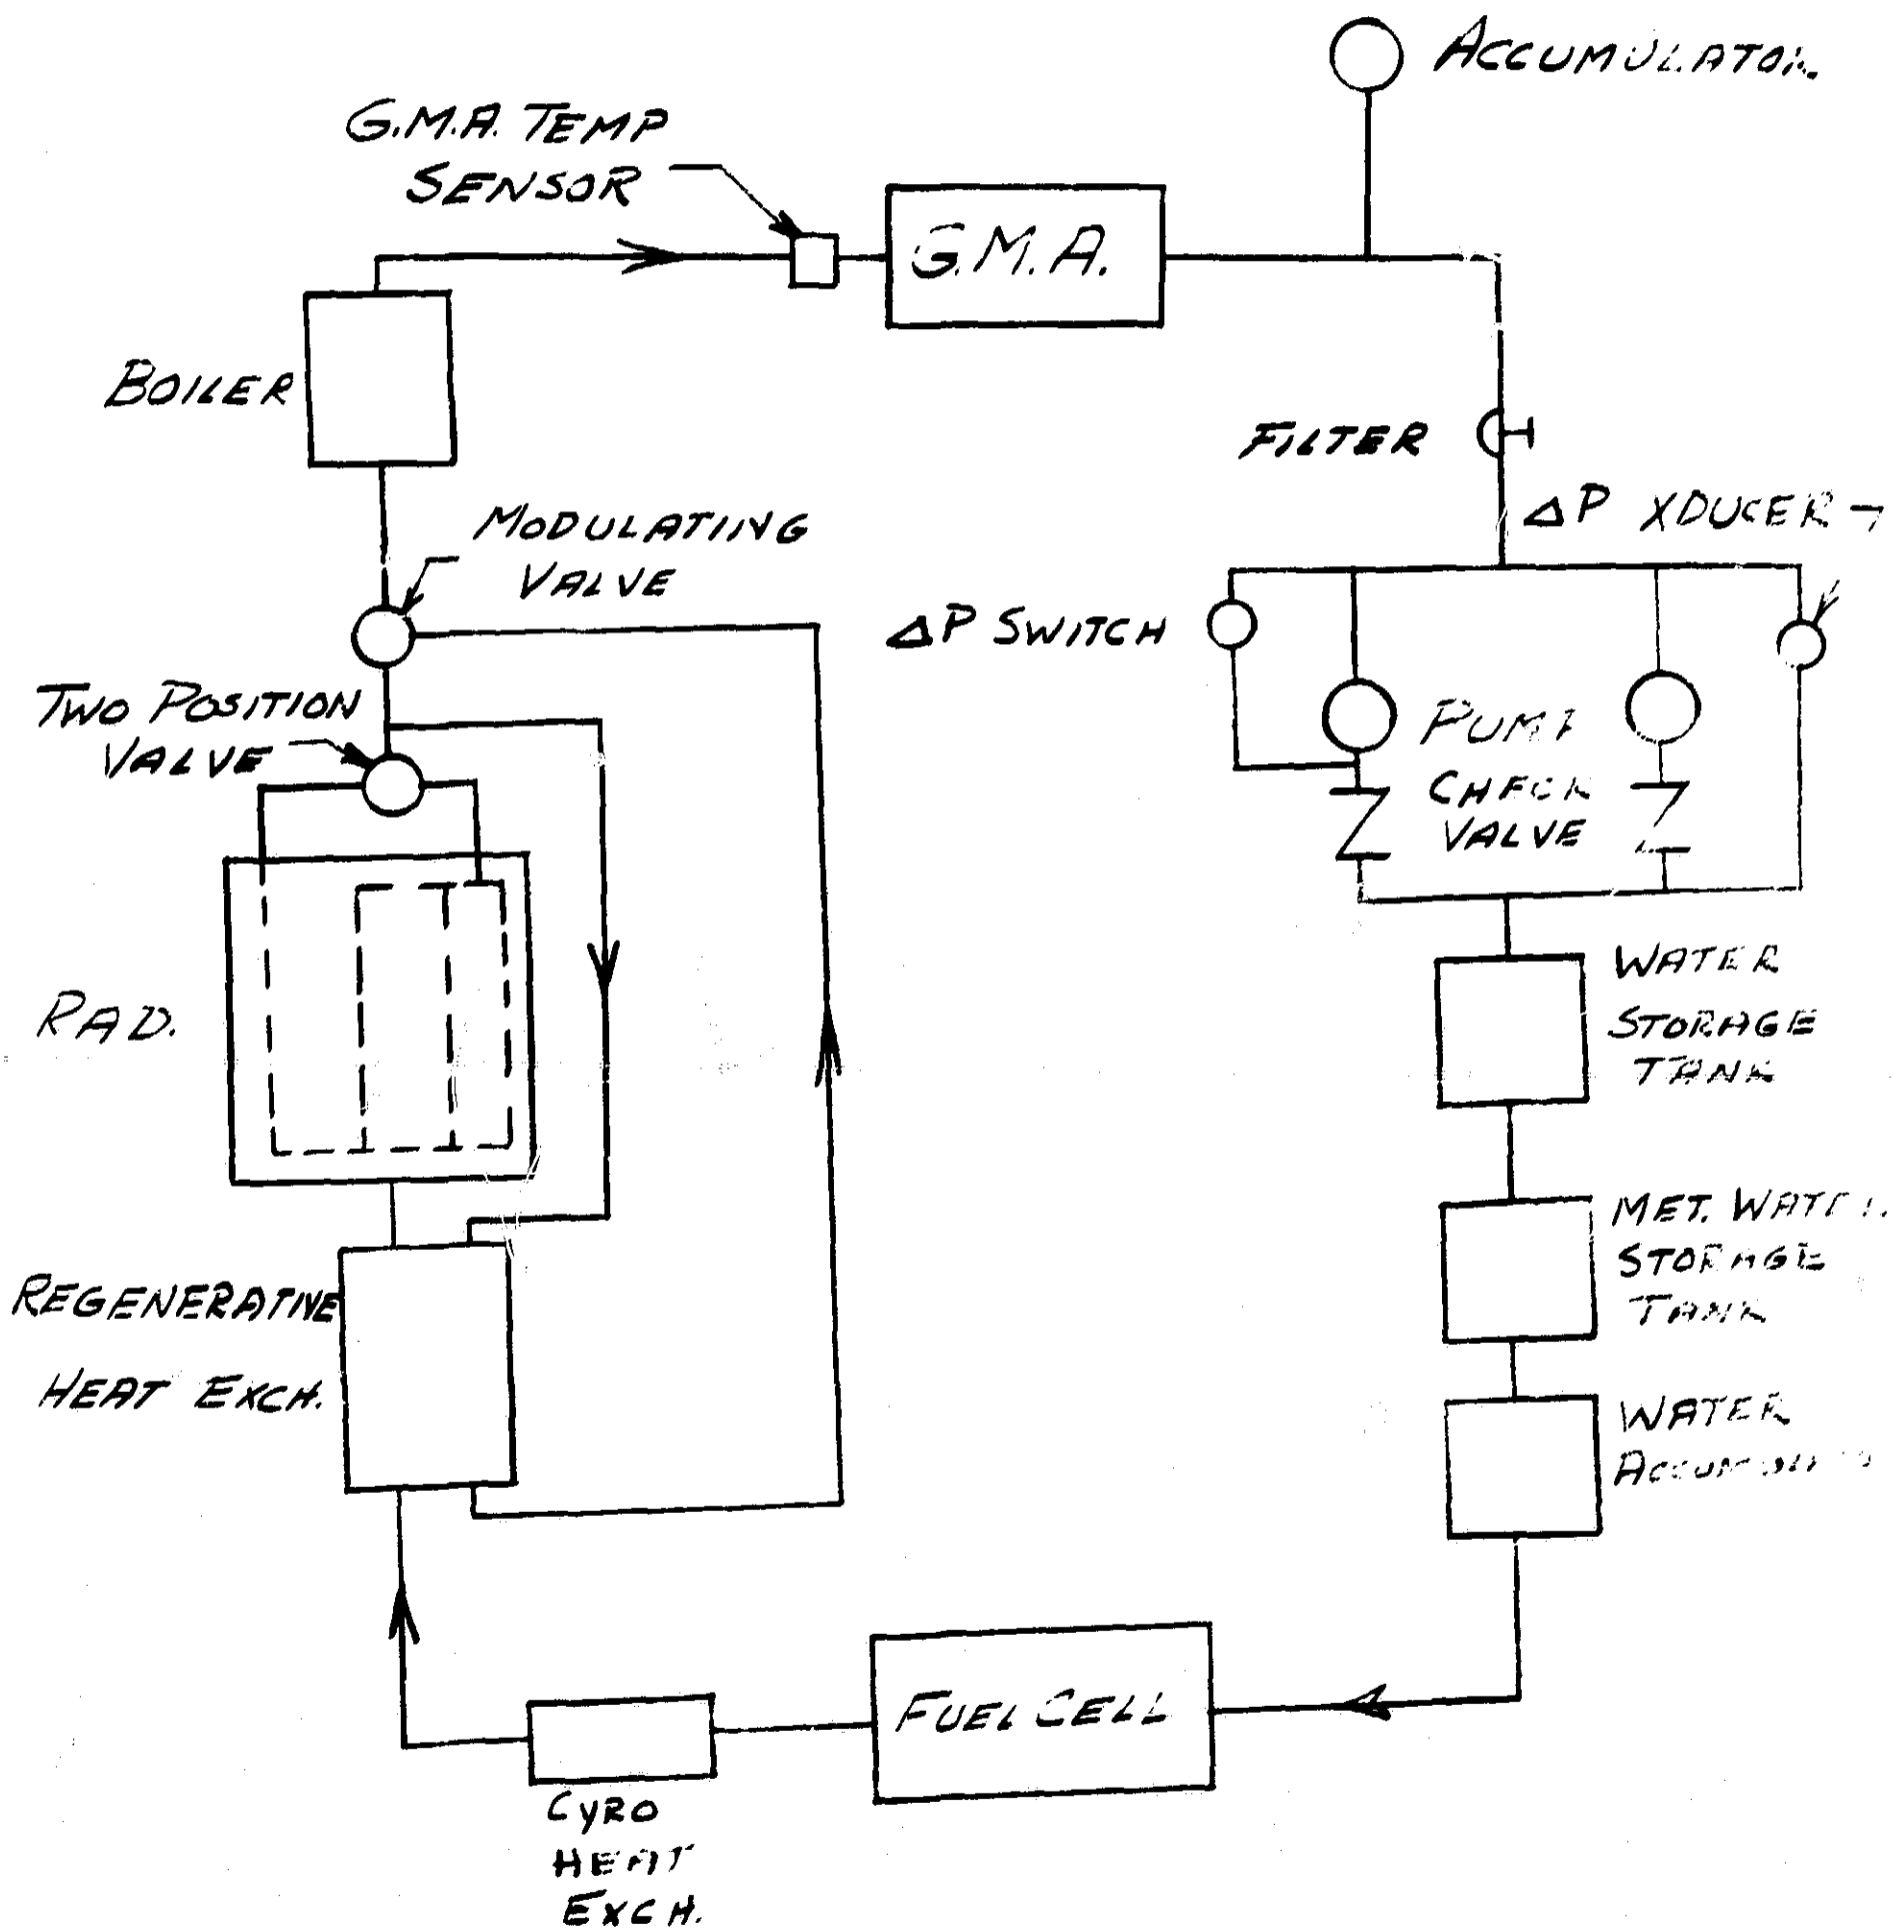 ACCUMULATOR.
G.M.A. TEMP
SENSOR
G.M.A.
BOILER
FILTER
MODULATING
VALVE
ΔP XDUCER
ΔP SWITCH
TWO POSITION
VALVE
PUMP
CHECK
VALVE
RAD.
WATER
STORAGE
TANK
MET. WATER
STORAGE
TANK
REGENERATIVE
HEAT EXCH.
WATER
FUEL CELL
CYRO
HEAT
EXCH.